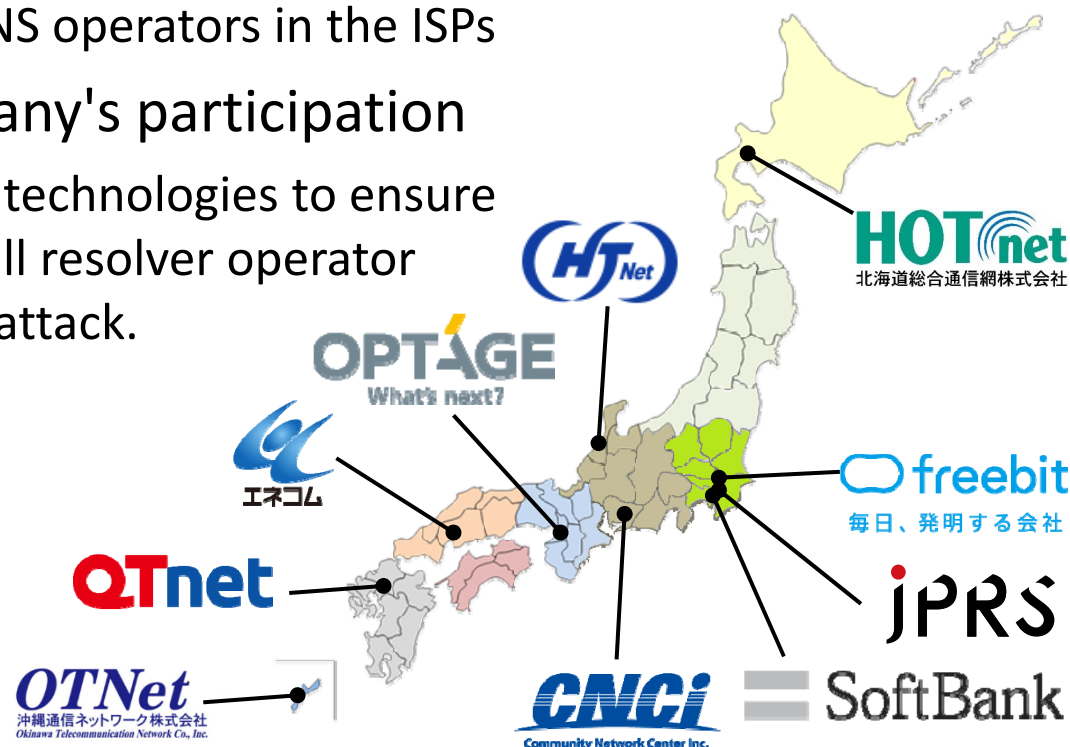 NS operators in the ISPs
any's participation
technologies to ensure
ll resolver operator
attack.
HOTnet
北海道総合通信網株式会社
HTNet
OPTAGE
What's next?
エネコム
freebit
毎日、発明する会社
QTnet
JPRS
OTNet
沖縄通信ネットワーク株式会社
Okinawa Telecommunication Network Co., Inc.
CNCi
Community Network Center Inc.
SoftBank